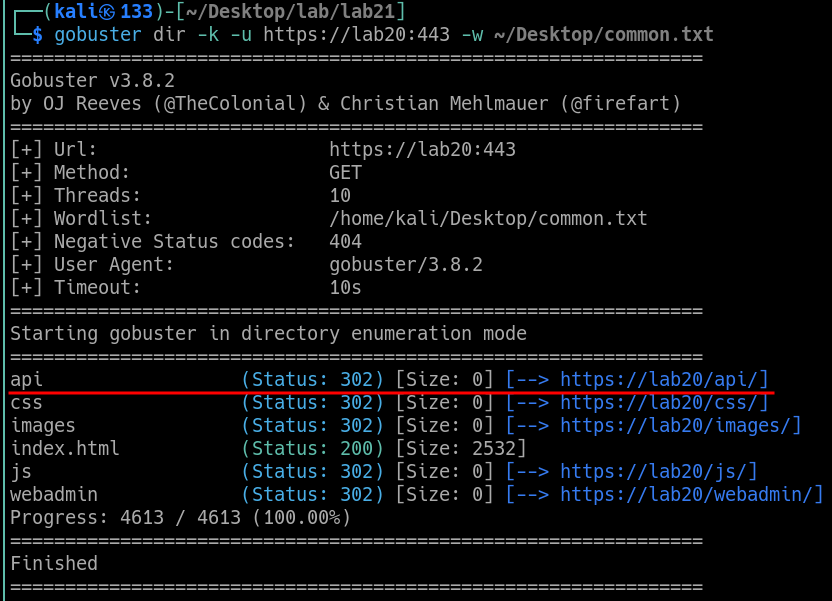 ┌──(kali㉿133)-[~/Desktop/lab/lab21]
└─$ gobuster dir -k -u https://lab20:443 -w ~/Desktop/common.txt
===============================================================
Gobuster v3.8.2
by OJ Reeves (@TheColonial) & Christian Mehlmauer (@firefart)
===============================================================
[+] Url:                     https://lab20:443
[+] Method:                  GET
[+] Threads:                 10
[+] Wordlist:                /home/kali/Desktop/common.txt
[+] Negative Status codes:   404
[+] User Agent:              gobuster/3.8.2
[+] Timeout:                 10s
===============================================================
Starting gobuster in directory enumeration mode
===============================================================
api                  (Status: 302) [Size: 0] [--> https://lab20/api/]
css                  (Status: 302) [Size: 0] [--> https://lab20/css/]
images               (Status: 302) [Size: 0] [--> https://lab20/images/]
index.html           (Status: 200) [Size: 2532]
js                   (Status: 302) [Size: 0] [--> https://lab20/js/]
webadmin             (Status: 302) [Size: 0] [--> https://lab20/webadmin/]
Progress: 4613 / 4613 (100.00%)
===============================================================
Finished
===============================================================